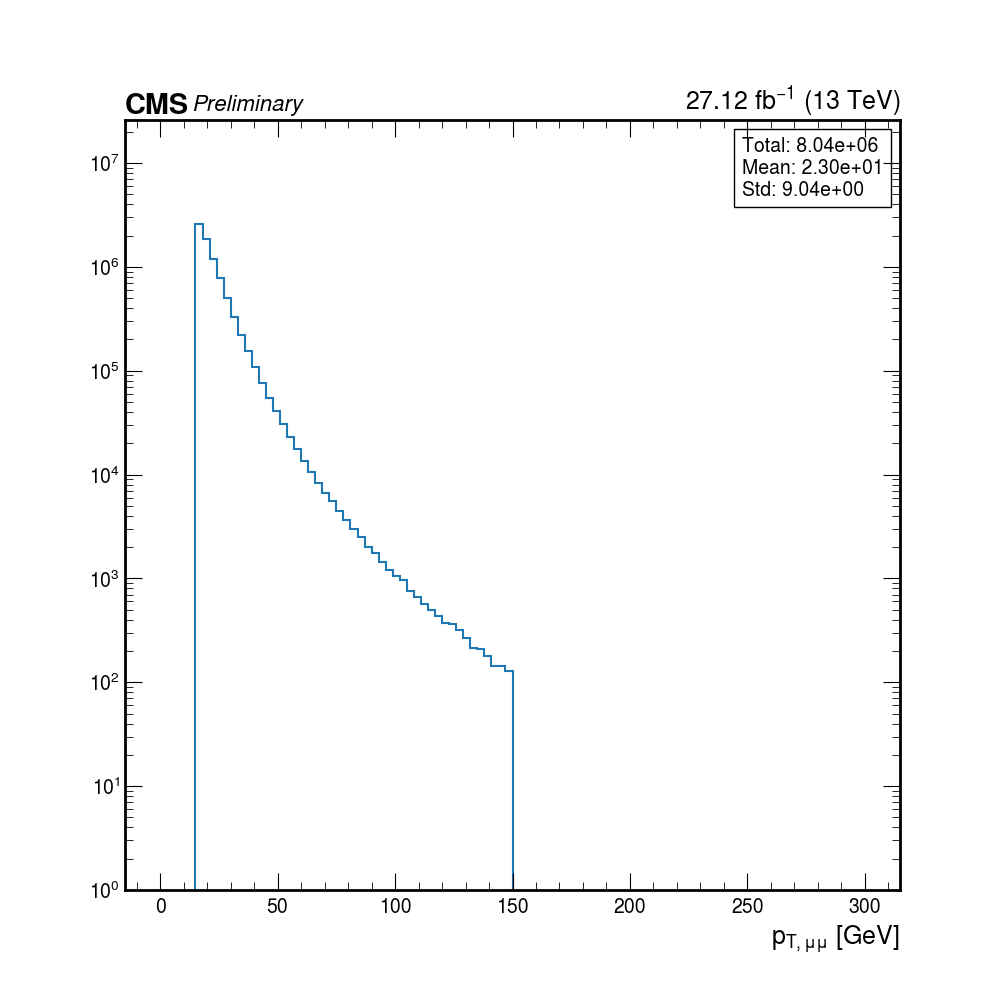 CMS Preliminary 27.12 fb⁻¹ (13 TeV)
Total: 8.04e+06
Mean: 2.30e+01
Std: 9.04e+00
10⁷
10⁶
10⁵
10⁴
10³
10²
10¹
10⁰
0 50 100 150 200 250 300
p_T, μμ [GeV]